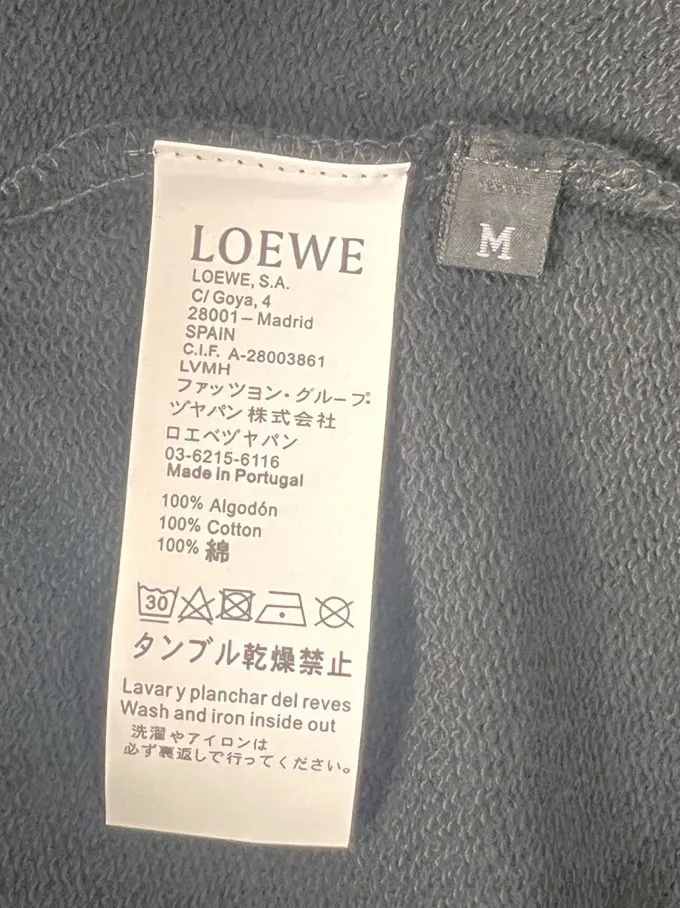 LOEWE
LOEWE, S.A.
C/ Goya, 4
28001 – Madrid
SPAIN
C.I.F. A-28003861
LVMH
ファッツヨン・グループ・
ヅヤパン株式会社
ロエベヅヤパン
03-6215-6116
Made in Portugal
100% Algodón
100% Cotton
100% 綿
30
タンブル乾燥禁止
Lavar y planchar del reves
Wash and iron inside out
洗濯やアイロンは
必ず裏返しで行ってください。
M